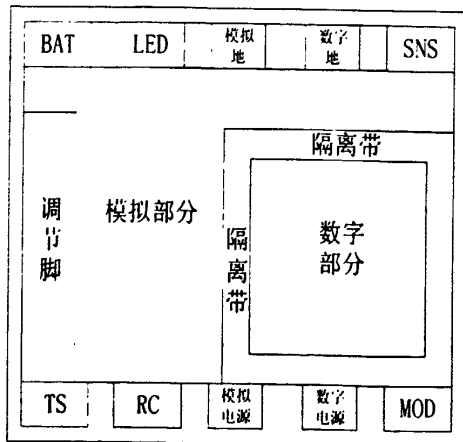 BAT LED 模拟地 数字地 SNS
隔离带
调节脚
模拟部分
隔离带
数字部分
TS RC 模拟电源 数字电源 MOD